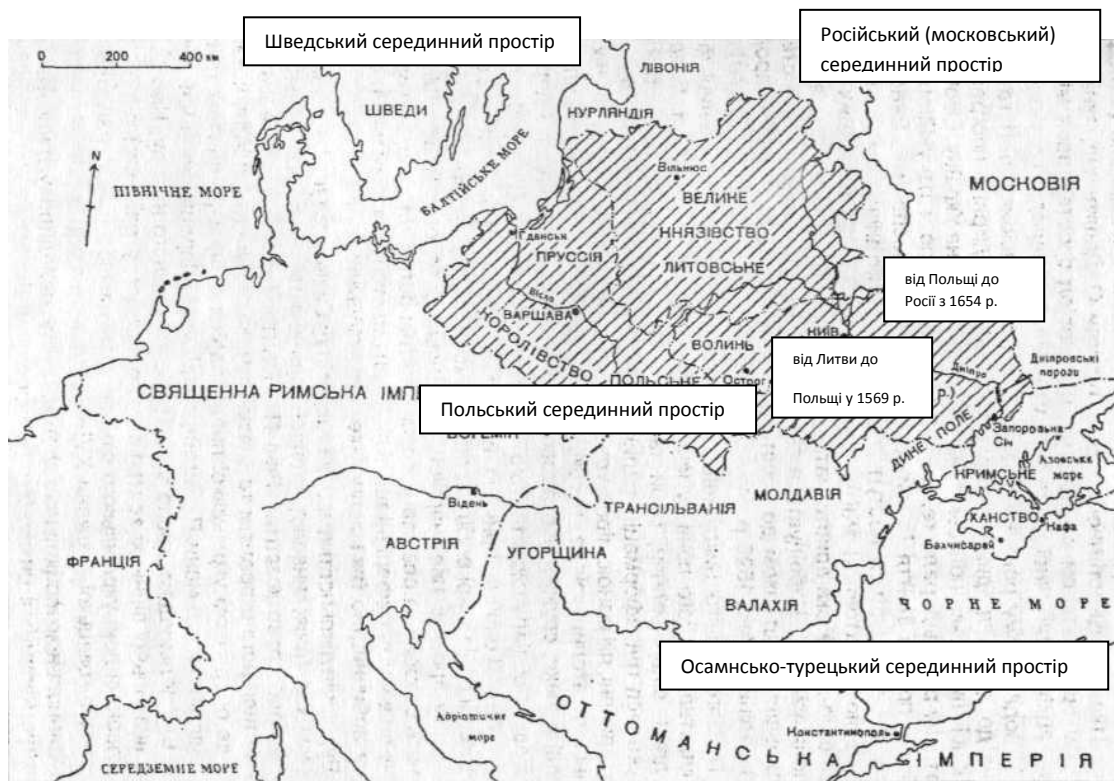 Шведський серединний простір
Російський (московський)
серединний простір
0 200 400 км
ЛІВОНІЯ
КУРЛЯНДІЯ
ШВЕДИ
N
ПІВНІЧНЕ МОРЕ
БАЛТІЙСЬКЕ МОРЕ
Вільнюс
ВЕЛИКЕ
КНЯЗІВСТВО
ЛИТОВСЬКЕ
МОСКОВІЯ
Гданськ
ПРУССІЯ
Вісла
ВАРШАВА
КОРОЛІВСТВО
ПОЛЬСЬКЕ
ВОЛИНЬ
КИЇВ
Острог
від Польщі до
Росії з 1654 р.
від Литви до
Польщі у 1569 р.
Дніпро
Дніпровські
пороги
СВЯЩЕННА РИМСЬКА
Польський серединний простір
ДИКЕ ПОЛЕ
Запорозька
Січ
Азовське
море
КРИМСЬКЕ
ХАНСТВО
Кафа
Бахчисарай
МОЛДАВІЯ
ТРАНСІЛЬВАНІЯ
Відень
ФРАНЦІЯ
АВСТРІЯ
УГОРЩИНА
ВАЛАХІЯ
ЧОРНЕ МОРЕ
Осамнсько-турецький серединний простір
Адріатичне
море
ОТТОМАНСЬКА ІМПЕРІЯ
Константинополь
СЕРЕДЗЕМНЕ МОРЕ